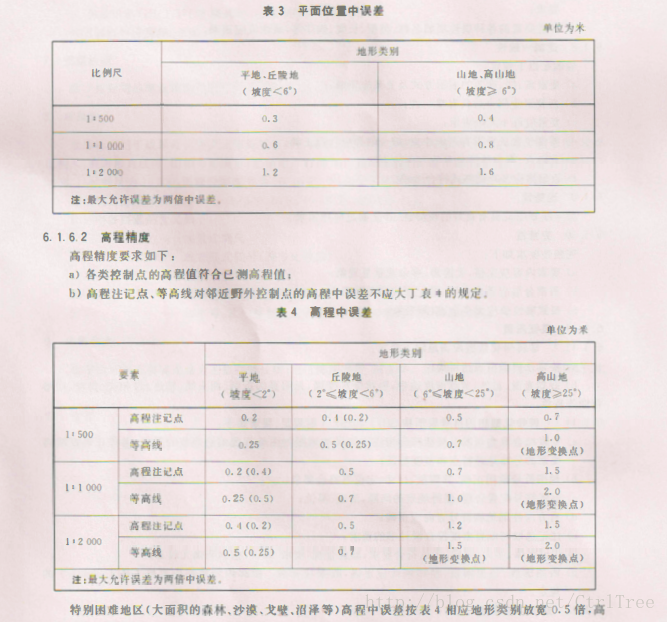 表 3 平面位置中误差
单位为米
比例尺 地形类别
平地、丘陵地 山地、高山地
(坡度<6°) (坡度≥6°)
1:500 0.3 0.4
1:1 000 0.6 0.8
1:2 000 1.2 1.6
注:最大允许误差为两倍中误差。
6.1.6.2 高程精度
高程精度要求如下:
a) 各类控制点的高程值符合已测高程值;
b) 高程注记点、等高线对邻近野外控制点的高程中误差不应大于表 4 的规定。
表 4 高程中误差
单位为米
要素 地形类别
平地 丘陵地 山地 高山地
(坡度<2°) (2°≤坡度<6°) (6°≤坡度<25°) (坡度≥25°)
1:500 高程注记点 0.2 0.4(0.2) 0.5 0.7
等高线 0.25 0.5(0.25) 0.7 1.0
(地形变换点)
1:1 000 高程注记点 0.2(0.4) 0.5 0.7 1.5
等高线 0.25(0.5) 0.7 1.0 2.0
(地形变换点)
1:2 000 高程注记点 0.4(0.2) 0.5 1.2 1.5
等高线 0.5(0.25) 0.7 1.5 2.0
(地形变换点) (地形变换点)
注:最大允许误差为两倍中误差。
特别困难地区(大面积的森林、沙漠、戈壁、沼泽等)高程中误差按表 4 相应地形类别放宽 0.5 倍,高
http://blog.csdn.net/CtrlTree